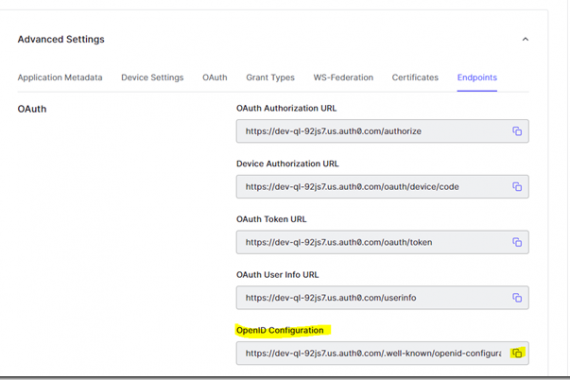 Advanced Settings
Application Metadata Device Settings OAuth Grant Types WS-Federation Certificates Endpoints
OAuth
OAuth Authorization URL
https://dev-ql-92js7.us.auth0.com/authorize
Device Authorization URL
https://dev-ql-92js7.us.auth0.com/oauth/device/code
OAuth Token URL
https://dev-ql-92js7.us.auth0.com/oauth/token
OAuth User Info URL
https://dev-ql-92js7.us.auth0.com/userinfo
OpenID Configuration
https://dev-ql-92js7.us.auth0.com/.well-known/openid-configura